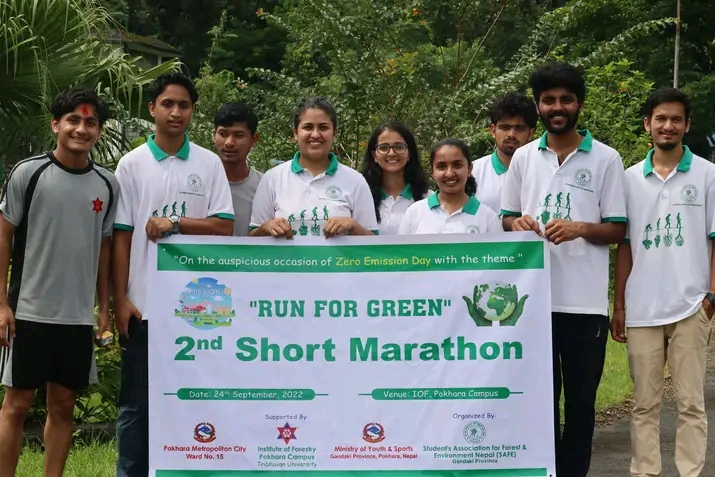 "On the auspicious occasion of Zero Emission Day with the theme "
"RUN FOR GREEN"
2nd Short Marathon
Date: 24th September, 2022
Venue: IOF, Pokhara Campus
Supported By:
Organized By:
Pokhara Metropolitan City
Ward No. 15
Institute of Forestry
Pokhara Campus
Tribhuvan University
Ministry of Youth & Sports
Gandaki Province, Pokhara, Nepal
Student's Association for Forest &
Environment Nepal (SAFE)
Gandaki Province